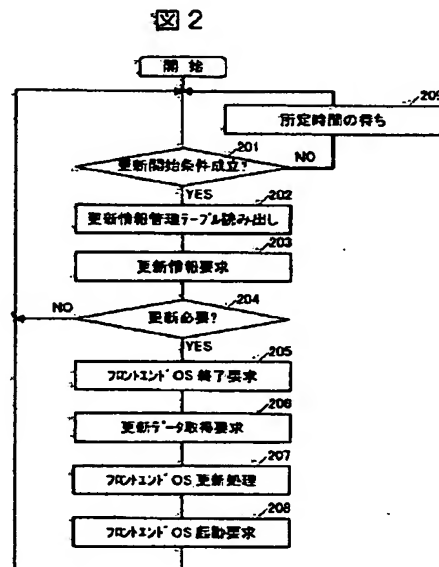 図2
開始
209
所定時間の待ち
201
更新開始条件成立?
NO
YES
202
更新情報管理テーブル読み出し
203
更新情報要求
204
NO
更新必要?
YES
205
フロントエンドOS終了要求
206
更新データ取得要求
207
フロントエンドOS更新処理
208
フロントエンドOS起動要求